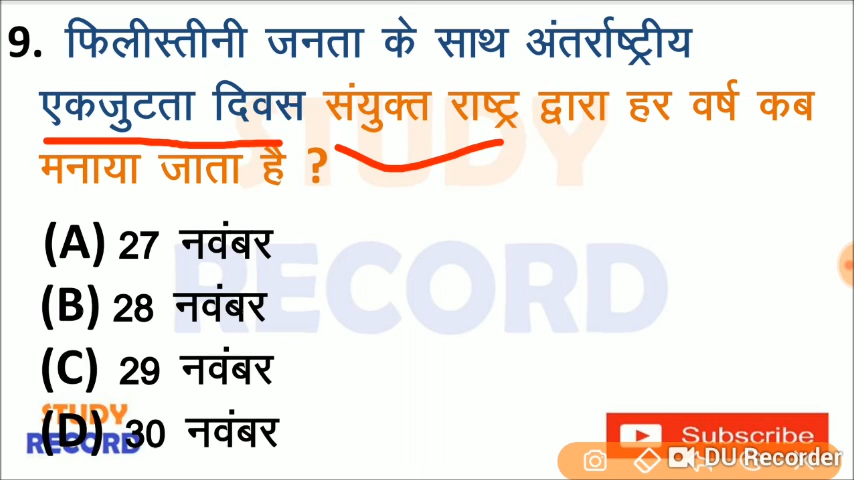 9. फिलीस्तीनी जनता के साथ अंतर्राष्ट्रीय
एकजुटता दिवस संयुक्त राष्ट्र द्वारा हर वर्ष कब
मनाया जाता है ?
STUDY
RECORD
(A) 27 नवंबर
(B) 28 नवंबर
(C) 29 नवंबर
(D) 30 नवंबर
STUDY
RECORD
Subscribe
DU Recorder